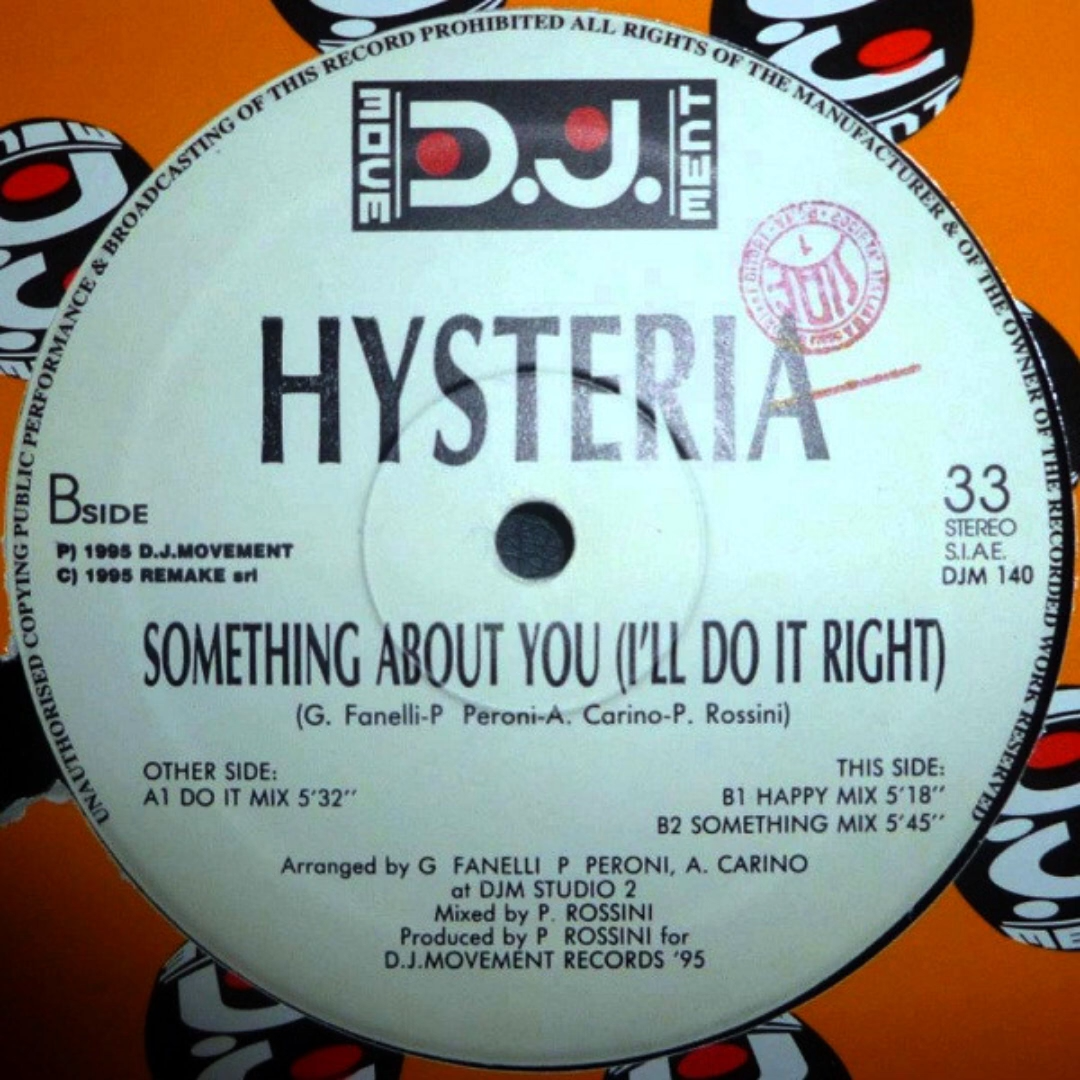 UNAUTHORISED COPYING PUBLIC PERFORMANCE & BROADCASTING OF THIS RECORD PROHIBITED ALL RIGHTS OF THE MANUFACTURER & OF THE OWNER OF THE RECORDED WORK RESERVED
MOVE D.J. MENT
HYSTERIA
SIAE
B SIDE
P) 1995 D.J.MOVEMENT
C) 1995 REMAKE srl
33
STEREO
S.I.A.E.
DJM 140
SOMETHING ABOUT YOU (I'LL DO IT RIGHT)
(G. Fanelli-P Peroni-A. Carino-P. Rossini)
OTHER SIDE:
A1 DO IT MIX 5'32''
THIS SIDE:
B1 HAPPY MIX 5'18''
B2 SOMETHING MIX 5'45''
Arranged by G FANELLI P PERONI, A. CARINO
at DJM STUDIO 2
Mixed by P. ROSSINI
Produced by P ROSSINI for
D.J.MOVEMENT RECORDS '95